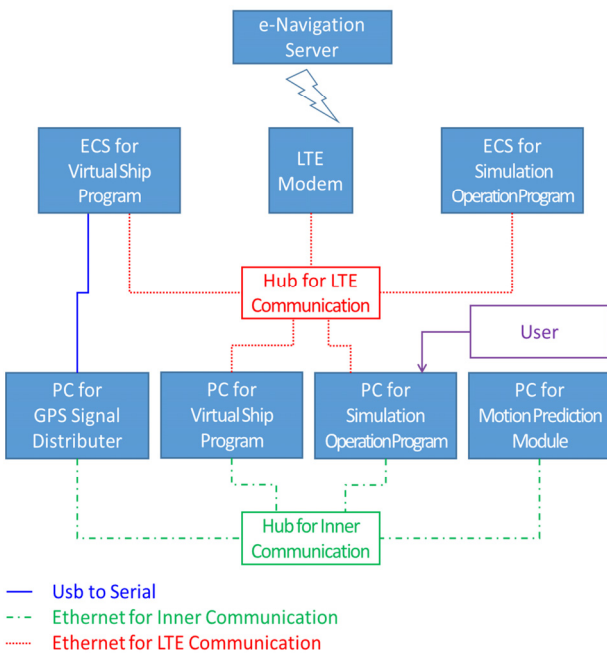 e-Navigation
Server
ECS for
Virtual Ship
Program
LTE
Modem
ECS for
Simulation
Operation Program
Hub for LTE
Communication
User
PC for
GPS Signal
Distributer
PC for
Virtual Ship
Program
PC for
Simulation
Operation Program
PC for
Motion Prediction
Module
Hub for Inner
Communication
Usb to Serial
Ethernet for Inner Communication
Ethernet for LTE Communication